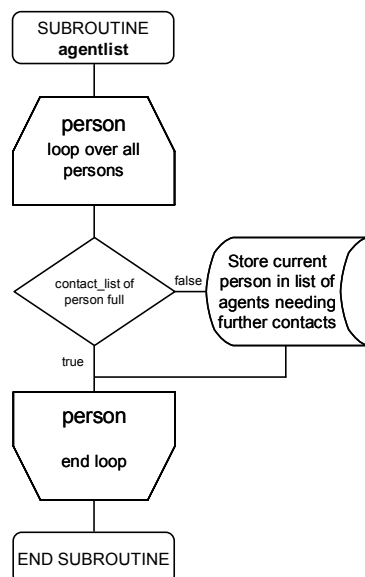 SUBROUTINE
agentlist
person
loop over all
persons
contact_list of
person full
false
Store current
person in list of
agents needing
further contacts
true
person
end loop
END SUBROUTINE